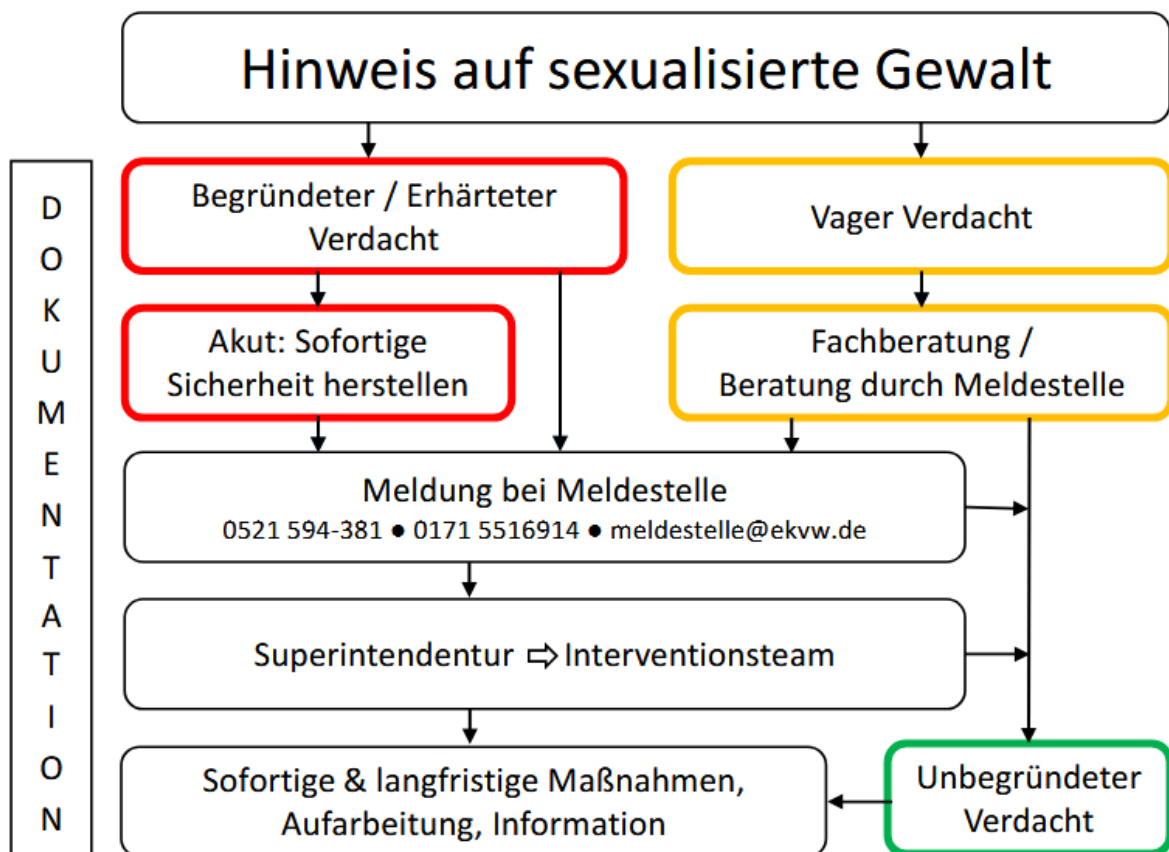 Hinweis auf sexualisierte Gewalt
D
O
K
U
M
E
N
T
A
T
I
O
N
Begründeter / Erhärteter
Verdacht
Vager Verdacht
Akut: Sofortige
Sicherheit herstellen
Fachberatung /
Beratung durch Meldestelle
Meldung bei Meldestelle
0521 594-381 ● 0171 5516914 ● meldestelle@ekvw.de
Superintendentur ⇨ Interventionsteam
Sofortige & langfristige Maßnahmen,
Aufarbeitung, Information
Unbegründeter
Verdacht